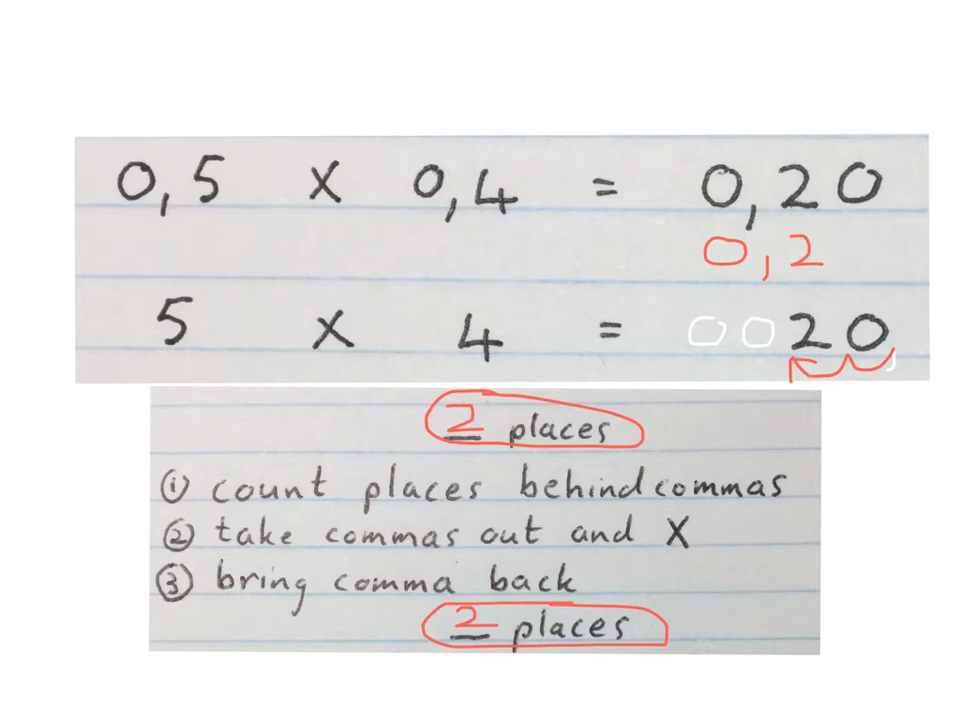 0,5 x 0,4 = 0,20
0,2
5 x 4 = 0020,
2 places
① count places behind commas
② take commas out and X
③ bring comma back
2 places